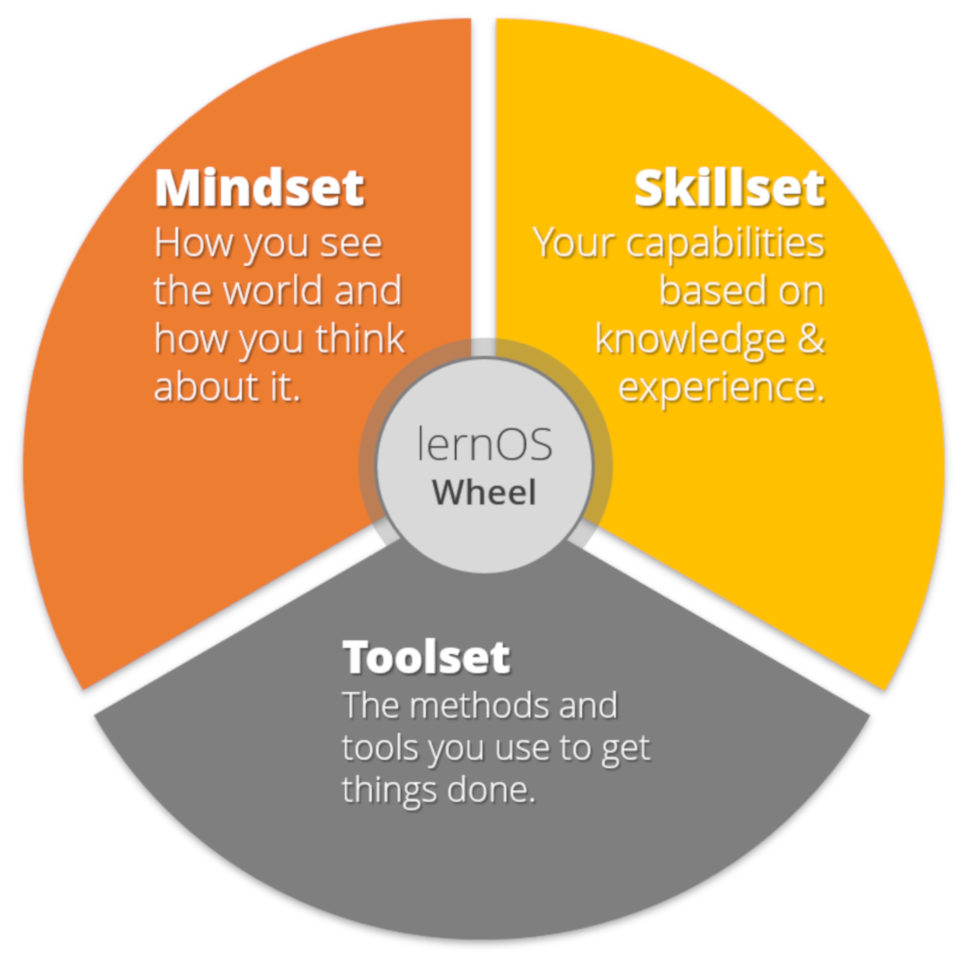 Mindset
How you see
the world and
how you think
about it.
Skillset
Your capabilities
based on
knowledge &
experience.
lernOS
Wheel
Toolset
The methods and
tools you use to get
things done.